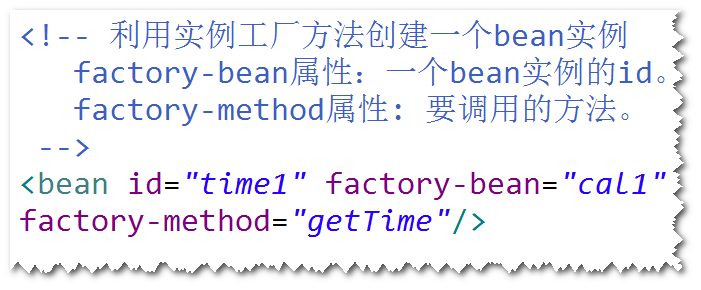 <!-- 利用实例工厂方法创建一个bean实例
factory-bean属性：一个bean实例的id。
factory-method属性: 要调用的方法。
-->
<bean id="time1" factory-bean="cal1"
factory-method="getTime"/>